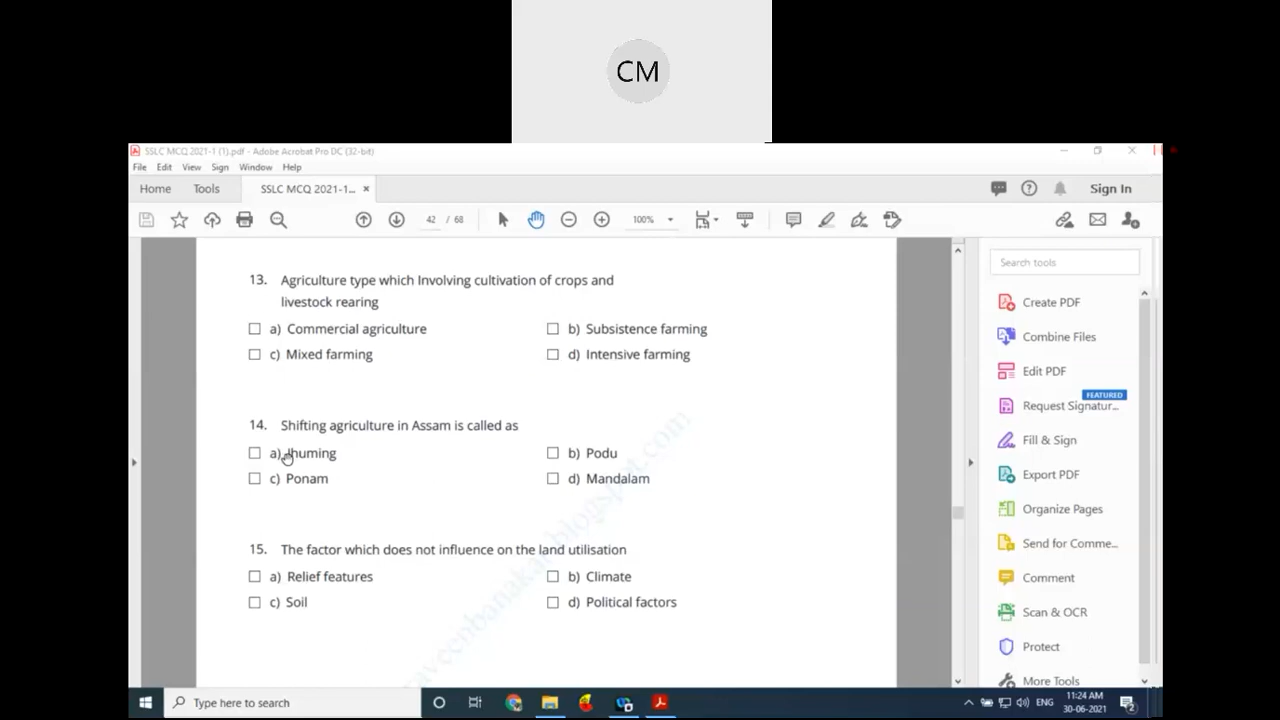 CM
SSLC MCQ 2021-1 (1).pdf - Adobe Acrobat Pro DC (32-bit)
File Edit View Sign Window Help
Home Tools SSLC MCQ 2021-1... × Sign In
42 / 68 100%
13. Agriculture type which Involving cultivation of crops and
livestock rearing
a) Commercial agriculture b) Subsistence farming
c) Mixed farming d) Intensive farming
14. Shifting agriculture in Assam is called as
a) Jhuming b) Podu
c) Ponam d) Mandalam
15. The factor which does not influence on the land utilisation
a) Relief features b) Climate
c) Soil d) Political factors
Search tools
Create PDF
Combine Files
Edit PDF
FEATURED
Request Signatur...
Fill & Sign
Export PDF
Organize Pages
Send for Comme...
Comment
Scan & OCR
Protect
More Tools
Type here to search
ENG
11:24 AM
30-06-2021
2